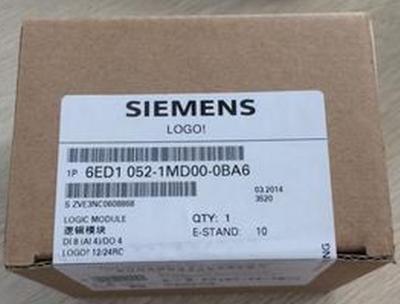 SIEMENS
LOGO!
1P 6ED1 052-1MD00-0BA6
S ZVE3NC0608868
03.2014
3520
LOGIC MODULE
QTY: 1
逻辑模块
E-STAND: 10
DI 8 (AI 4)/DO 4
LOGO! 12/24RC